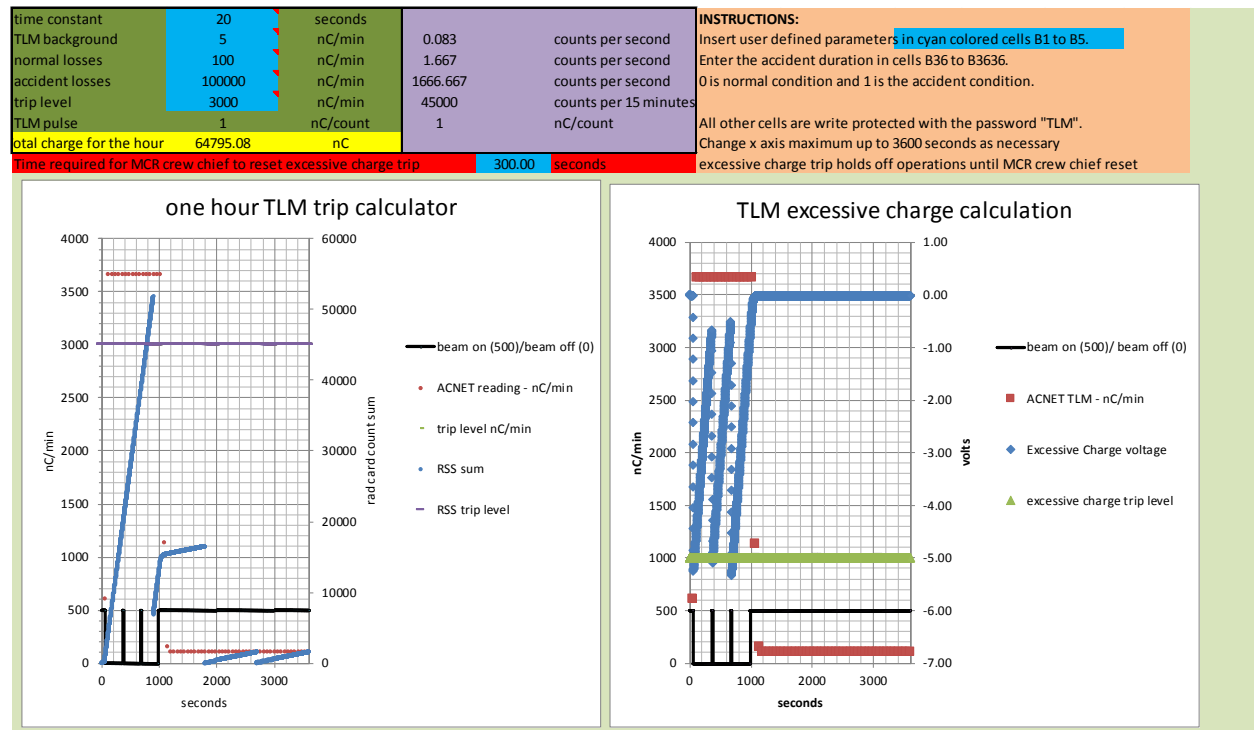 time constant 20 seconds INSTRUCTIONS:
TLM background 5 nC/min 0.083 counts per second Insert user defined parameters in cyan colored cells B1 to B5.
normal losses 100 nC/min 1.667 counts per second Enter the accident duration in cells B36 to B3636.
accident losses 100000 nC/min 1666.667 counts per second 0 is normal condition and 1 is the accident condition.
trip level 3000 nC/min 45000 counts per 15 minutes
TLM pulse 1 nC/count 1 nC/count All other cells are write protected with the password "TLM".
otal charge for the hour 64795.08 nC Change x axis maximum up to 3600 seconds as necessary
Time required for MCR crew chief to reset excessive charge trip 300.00 seconds excessive charge trip holds off operations until MCR crew chief reset
one hour TLM trip calculator
4000 60000
3500 50000
3000 40000
2500
2000 30000
1500 20000
1000
500 10000
0 0
0 1000 2000 3000
seconds
nC/min
rad card count sum
beam on (500)/beam off (0)
ACNET reading - nC/min
trip level nC/min
RSS sum
RSS trip level
TLM excessive charge calculation
4000 1.00
3500 0.00
3000 -1.00
2500 -2.00
2000 -3.00
1500 -4.00
1000 -5.00
500 -6.00
0 -7.00
0 1000 2000 3000
seconds
nC/min
volts
beam on (500)/ beam off (0)
ACNET TLM - nC/min
Excessive Charge voltage
excessive charge trip level